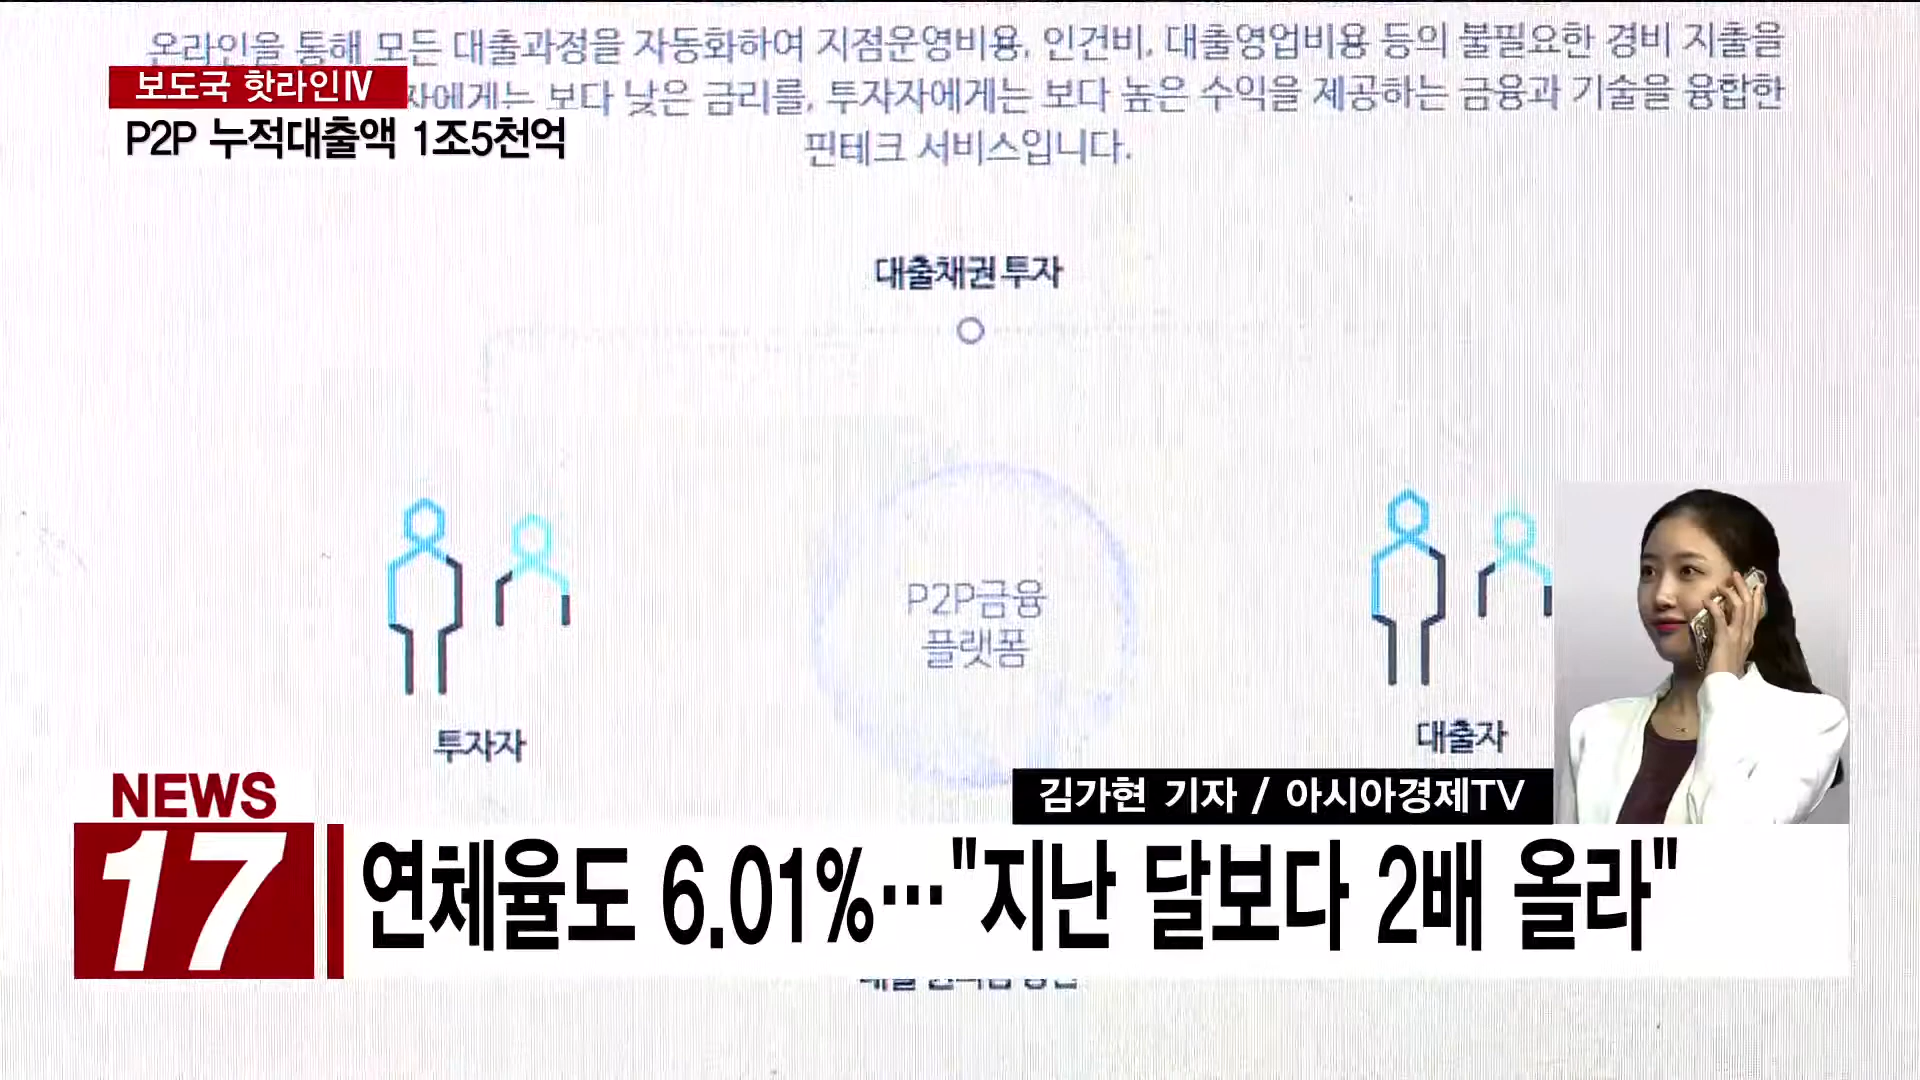 온라인을 통해 모든 대출과정을 자동화하여 지점운영비용, 인건비, 대출영업비용 등의 불필요한 경비 지출을
보도국 핫라인Ⅳ
자에게는 보다 낮은 금리를, 투자자에게는 보다 높은 수익을 제공하는 금융과 기술을 융합한
P2P 누적대출액 1조5천억
핀테크 서비스입니다.
대출채권 투자
P2P금융
플랫폼
투자자
대출자
김가현 기자 / 아시아경제TV
NEWS
17
연체율도 6.01%…"지난 달보다 2배 올라"